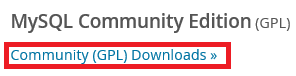 MySQL Community Edition (GPL)
Community (GPL) Downloads »